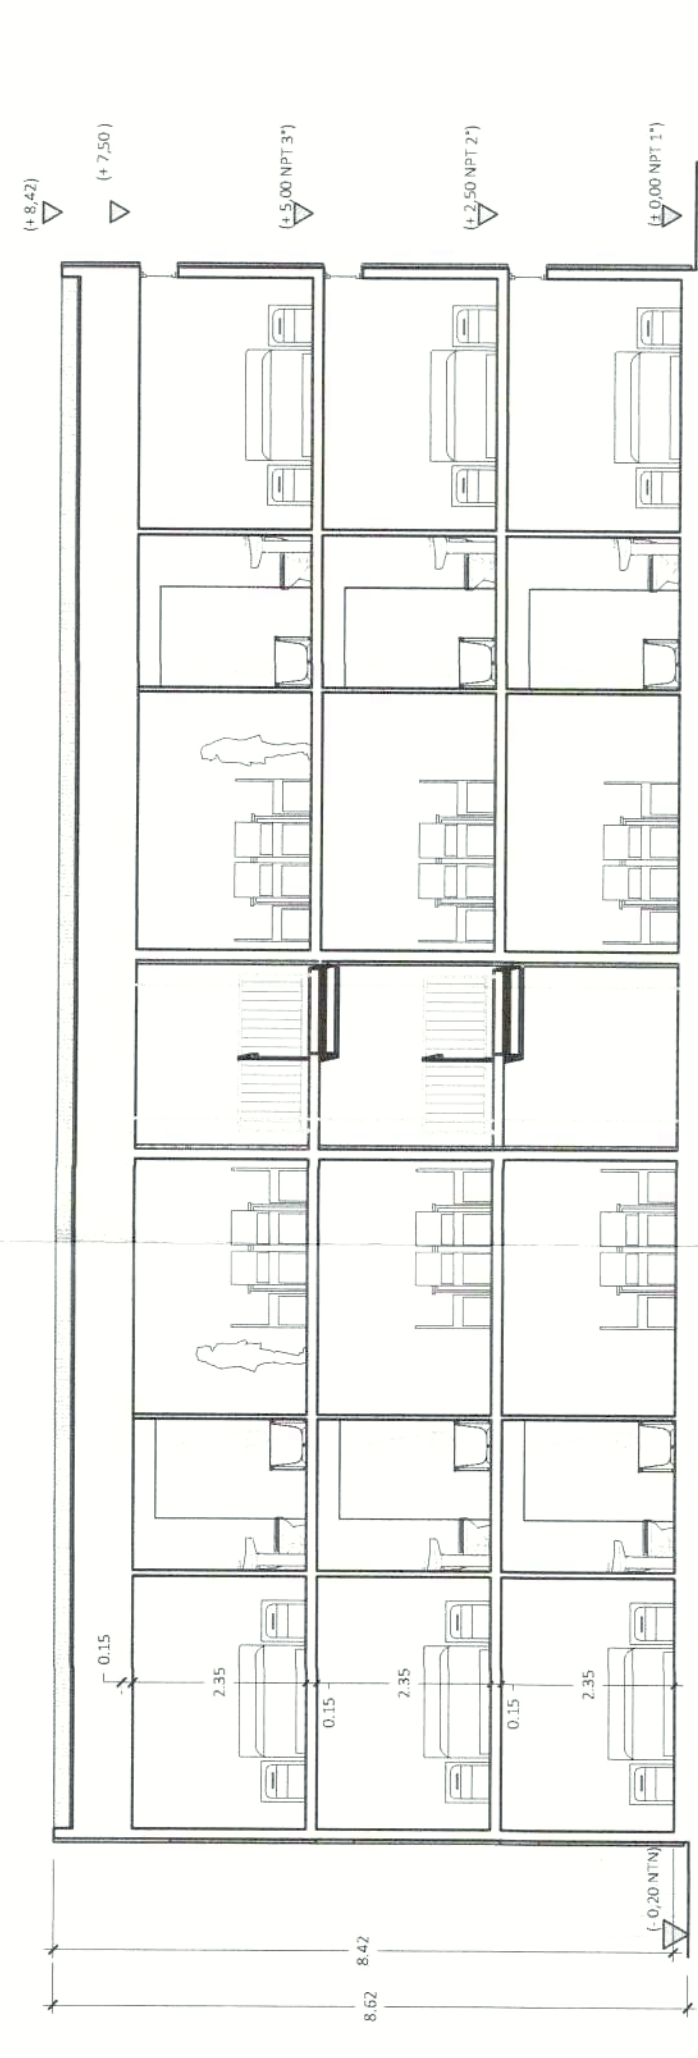 (+ 8,42)
(+ 7,50 )
(+ 5,00 NPT 3°)
(+ 2,50 NPT 2°)
(± 0,00 NPT 1°)
0.15
2.35
0.15
2.35
0.15
2.35
(- 0,20 NTN)
8.42
8.62